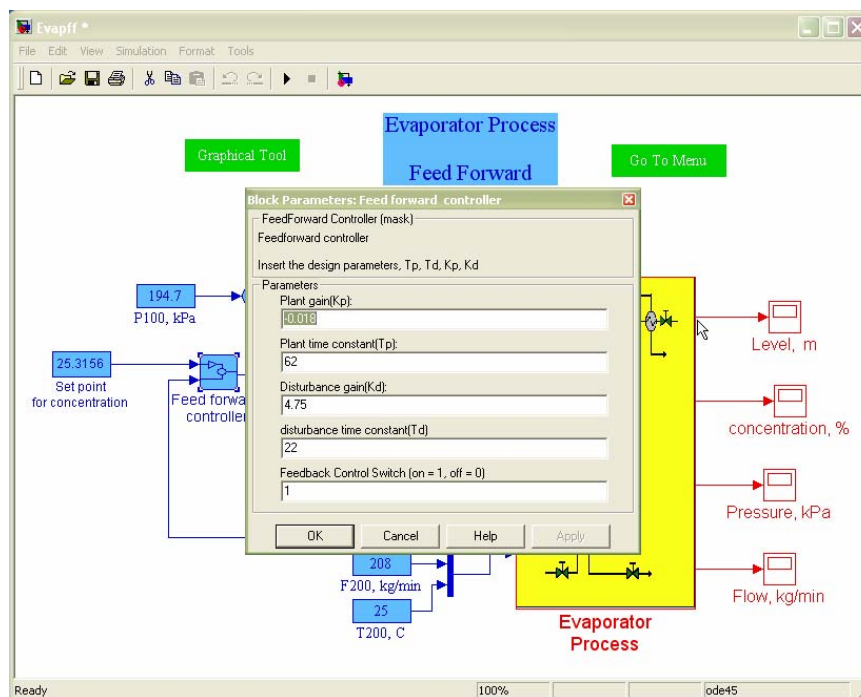 Evapff *
File Edit View Simulation Format Tools
Evaporator Process
Feed Forward
Graphical Tool
Go To Menu
Block Parameters: Feed forward controller
FeedForward Controller (mask)
Feedforward controller
Insert the design parameters, Tp, Td, Kp, Kd
Parameters
Plant gain(Kp):
-0.018
Plant time constant(Tp):
62
Disturbance gain(Kd):
4.75
disturbance time constant(Td)
22
Feedback Control Switch (on = 1, off = 0)
1
OK Cancel Help Apply
194.7
P100, kPa
25.3156
Set point
for concentration
Feed forwa
controller
Level, m
concentration, %
Pressure, kPa
Flow, kg/min
208
F200, kg/min
25
T200, C
Evaporator
Process
Ready 100% ode45